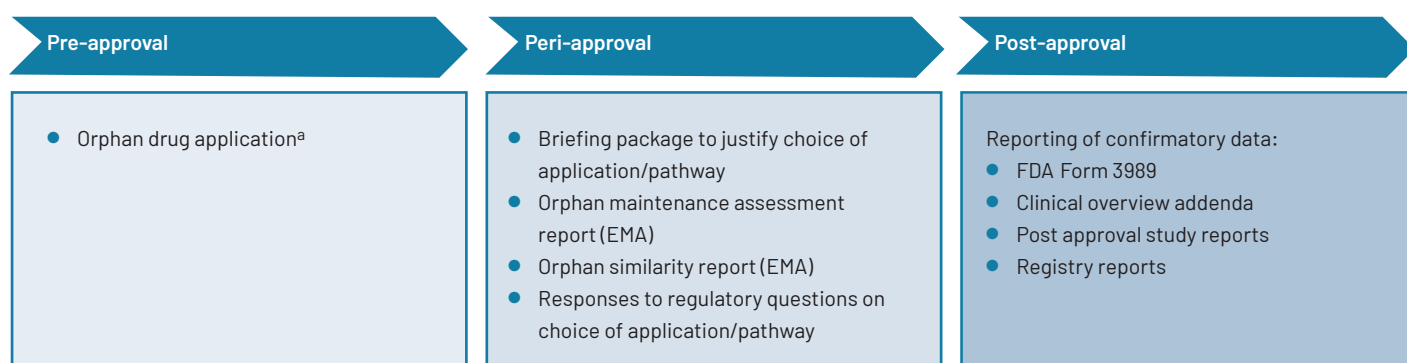 Pre-approval
Peri-approval
Post-approval
● Orphan drug applicationᵃ
● Briefing package to justify choice of
application/pathway
● Orphan maintenance assessment
report (EMA)
● Orphan similarity report (EMA)
● Responses to regulatory questions on
choice of application/pathway
Reporting of confirmatory data:
● FDA Form 3989
● Clinical overview addenda
● Post approval study reports
● Registry reports